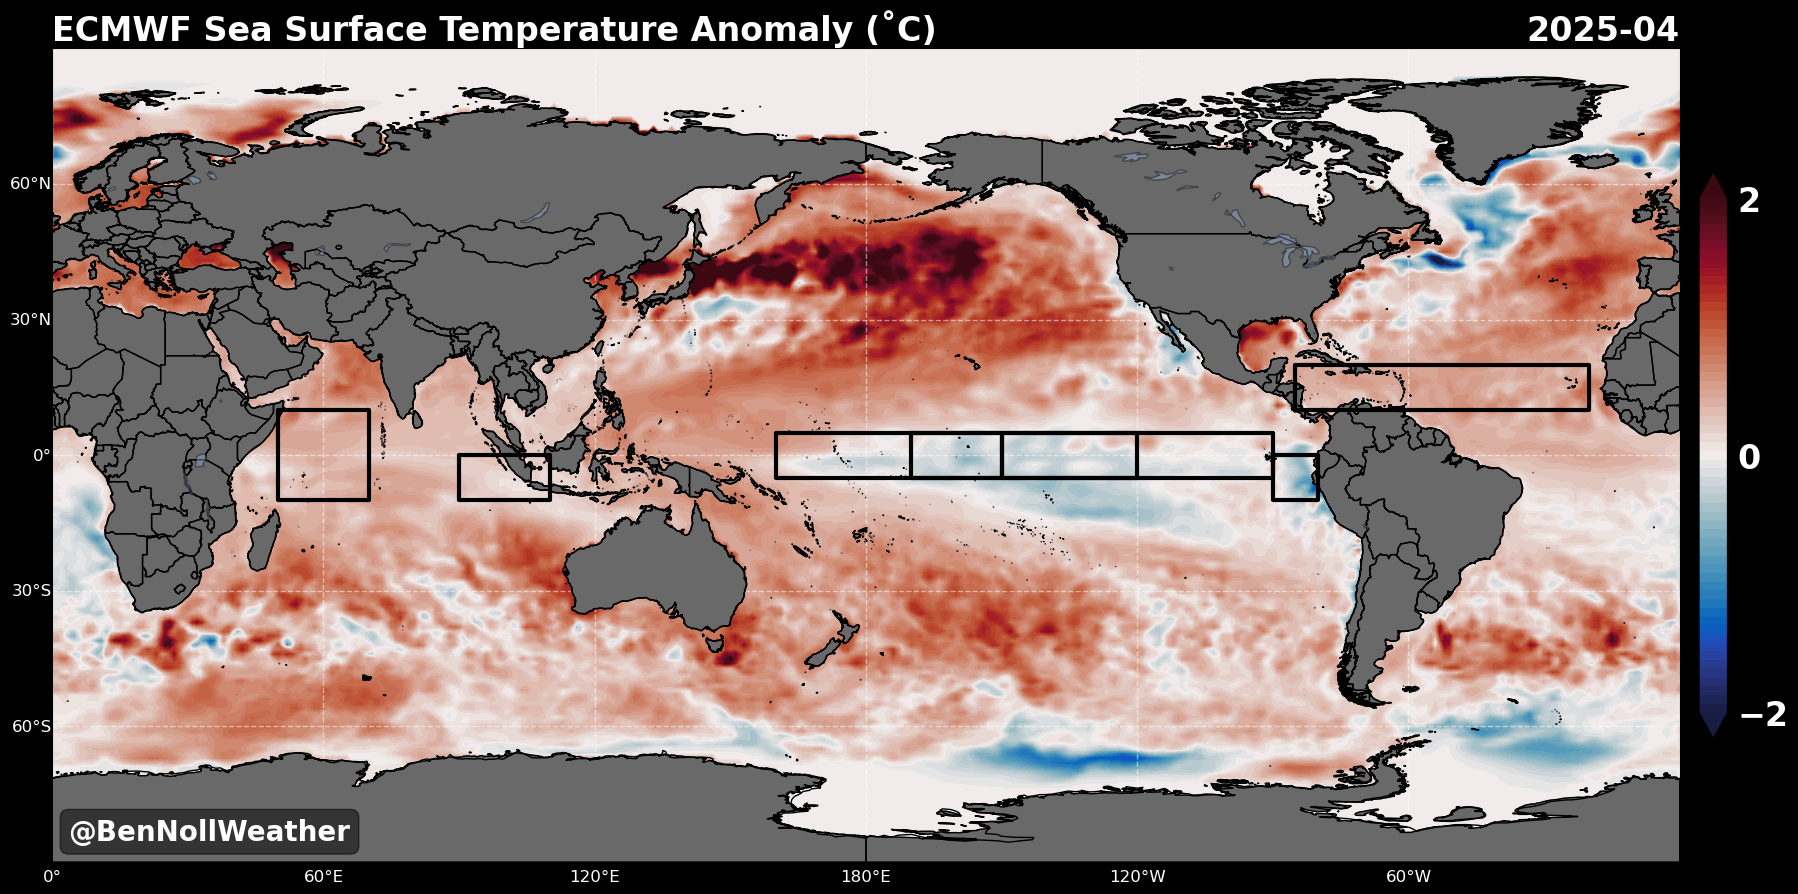 ECMWF Sea Surface Temperature Anomaly (˚C)
2025-04
60°N
30°N
0°
30°S
60°S
0°
60°E
120°E
180°E
120°W
60°W
2
0
−2
@BenNollWeather